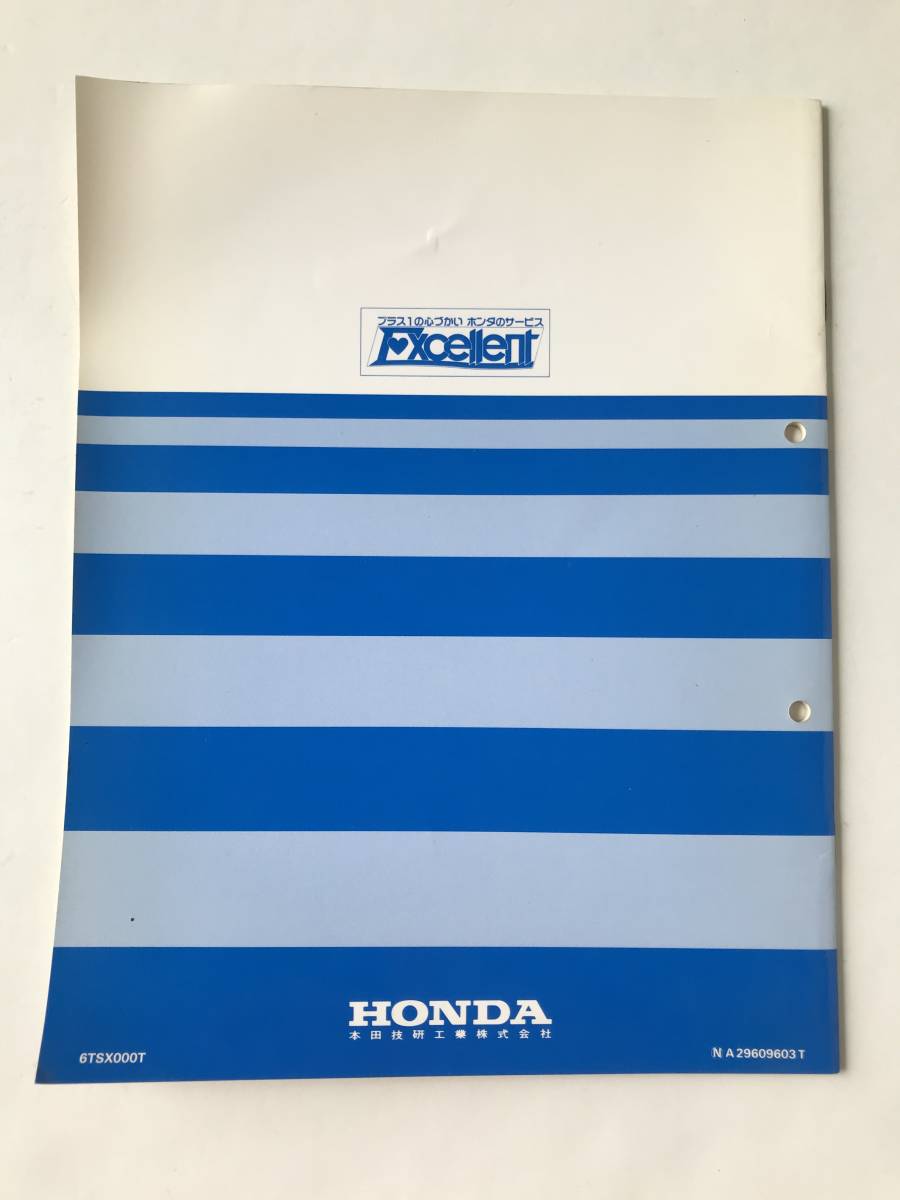 プラス1の心づかい ホンダのサービス
Excellent
HONDA
本田技研工業株式会社
6TSX000T
Ⓝ A 29609603 T